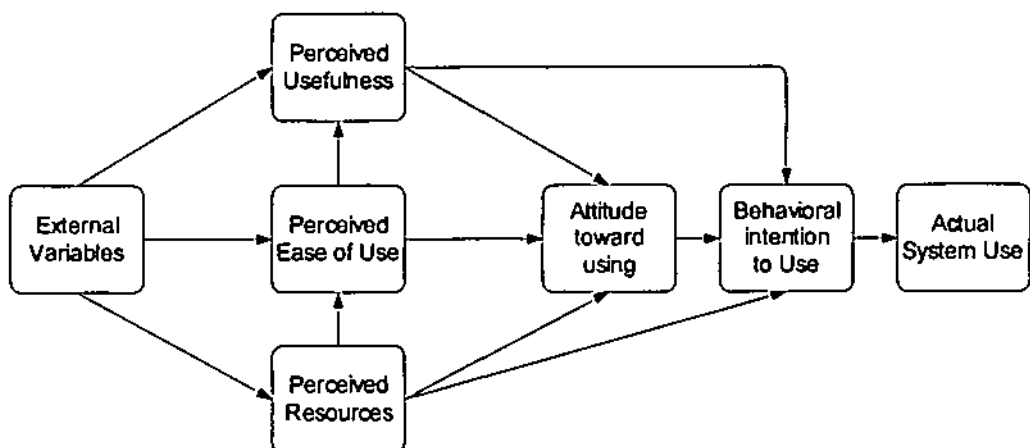 Perceived
Usefulness
External
Variables
Perceived
Ease of Use
Attitude
toward
using
Behavioral
intention
to Use
Actual
System Use
Perceived
Resources